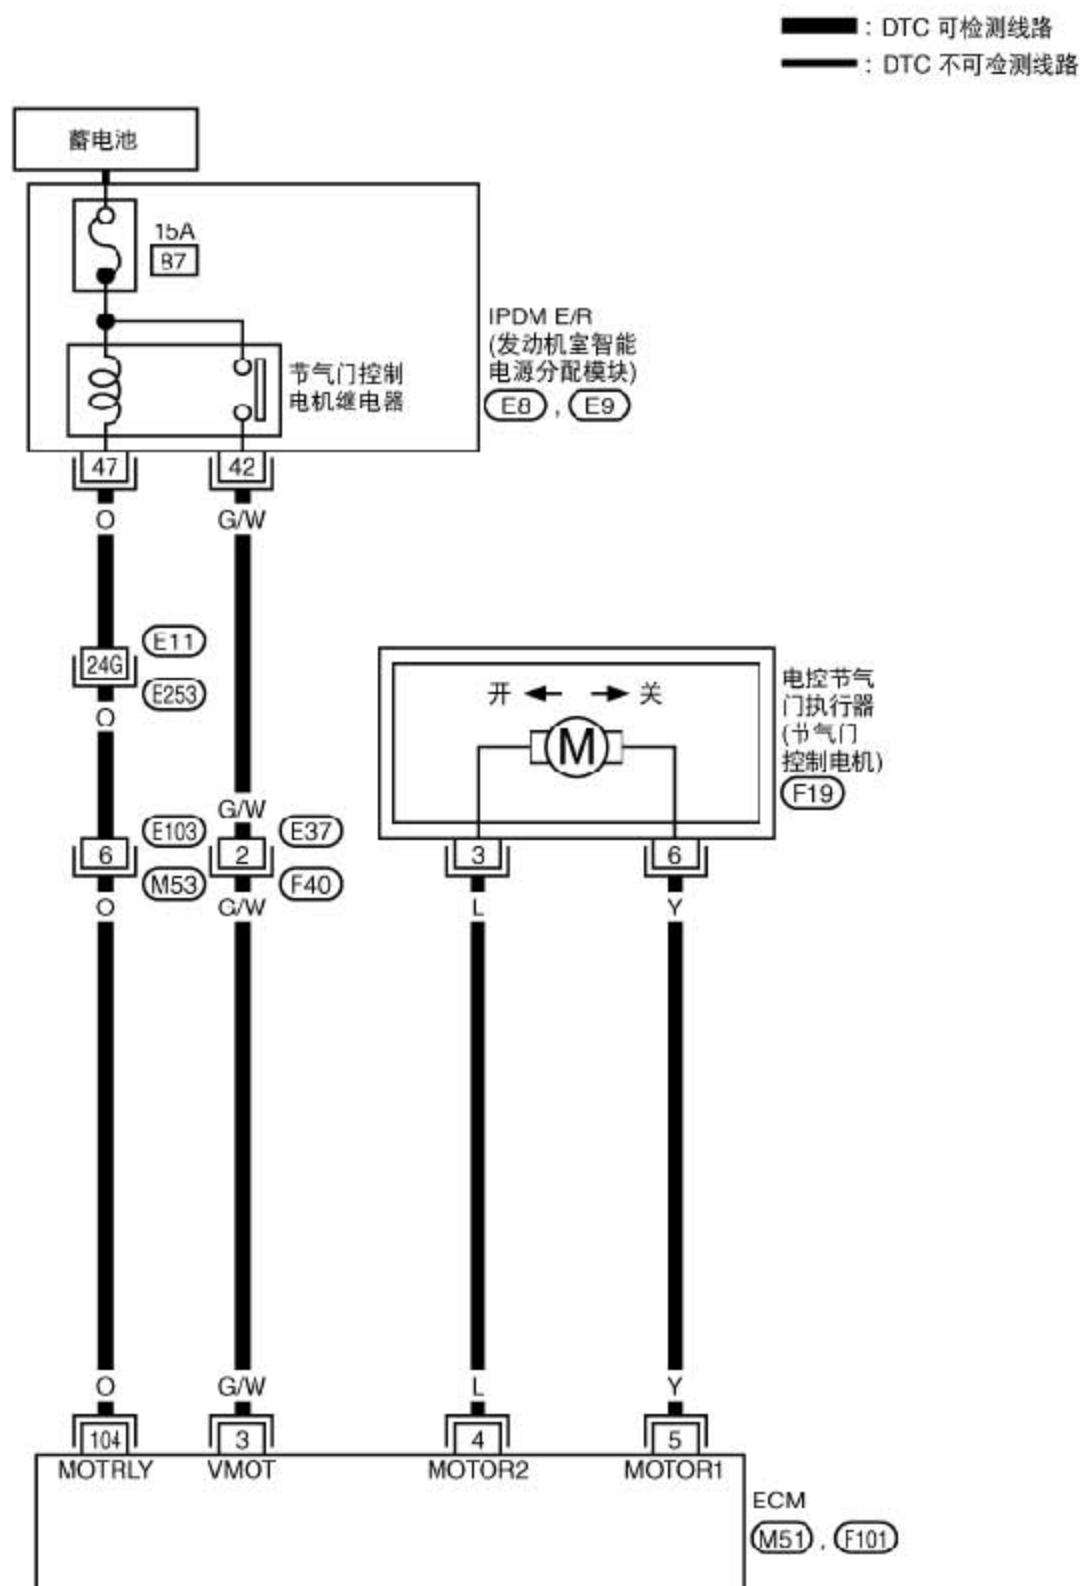 : DTC 可检测线路
: DTC 不可检测线路
蓄电池
15A
87
IPDM E/R
(发动机室智能
电源分配模块)
E8 , E9
节气门控制
电机继电器
47 42
O G/W
E11
24G
E253
O
开 关
M
电控节气
门执行器
(节气门
控制电机)
F19
G/W
E103 E37
6 2 3 6
M53 F40
O G/W L Y
O G/W L Y
104 3 4 5
MOTRLY VMOT MOTOR2 MOTOR1
ECM
M51 , F101